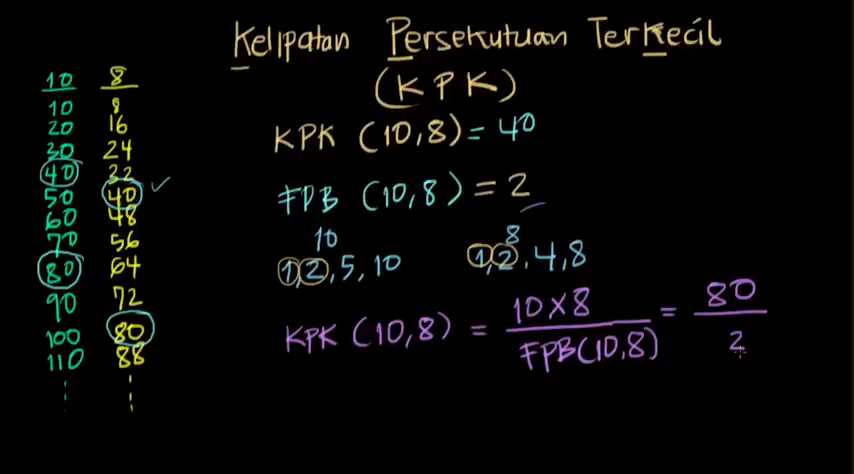 Kelipatan Persekutuan Terkecil
(KPK)
10 8
10 8
20 16
30 24
40 32
50 40 ✓
60 48
70 56
80 64
90 72
100 80
110 88
⋮ ⋮
KPK (10,8) = 40
FPB (10,8) = 2
10 8
1, 2, 5, 10 1, 2, 4, 8
KPK (10,8) = 10 × 8 / FPB(10,8) = 80 / 2